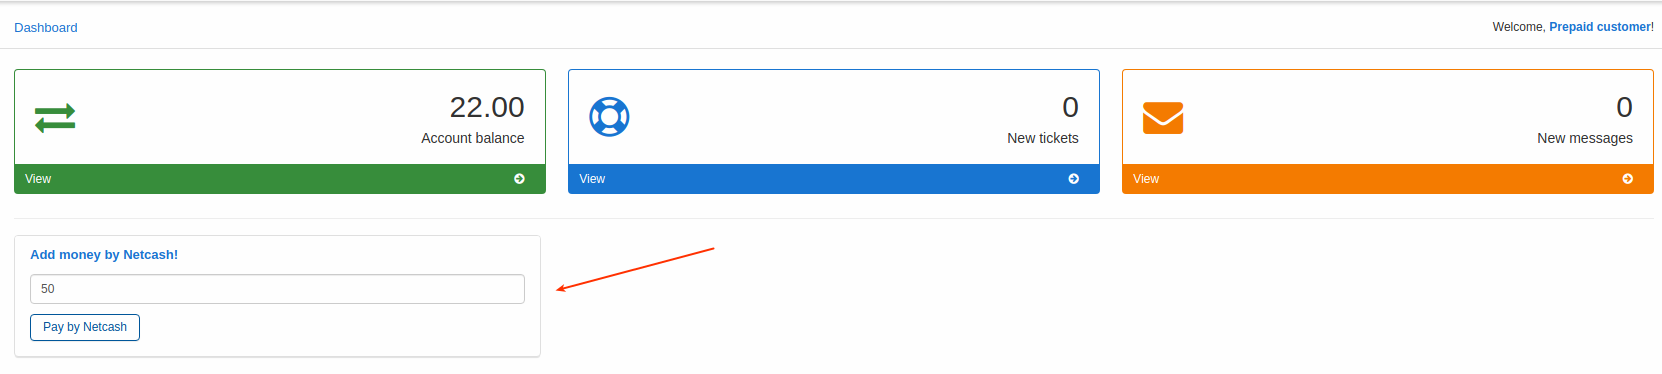 Dashboard
Welcome, Prepaid customer!
22.00
Account balance
View
0
New tickets
View
0
New messages
View
Add money by Netcash!
50
Pay by Netcash